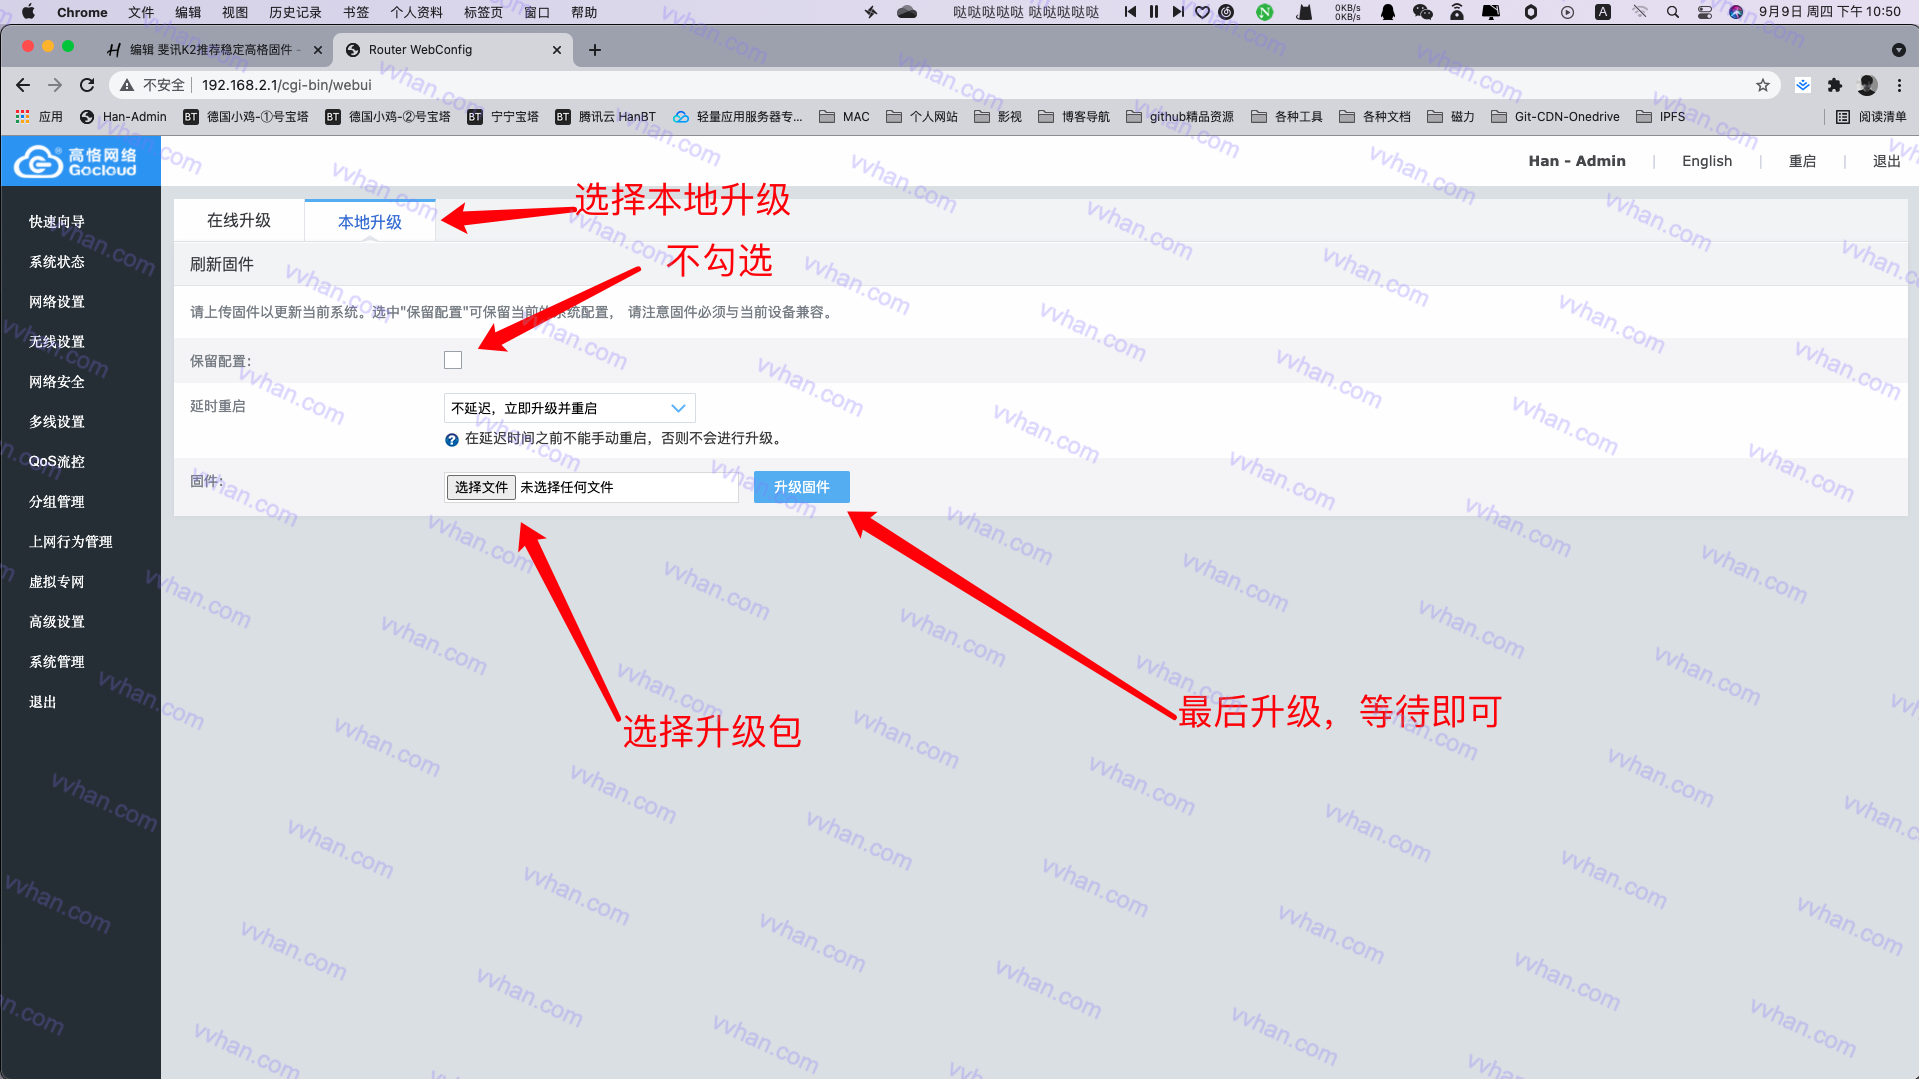 Chrome 文件 编辑 视图 历史记录 书签 个人资料 标签页 窗口 帮助 哒哒哒哒哒 哒哒哒哒哒 0KB/s 0KB/s 9月9日 周四 下午 10:50
编辑 斐讯K2推荐稳定高格固件 - Router WebConfig
不安全 192.168.2.1/cgi-bin/webui
应用 Han-Admin 德国小鸡-①号宝塔 德国小鸡-②号宝塔 宁宁宝塔 腾讯云 HanBT 轻量应用服务器专... MAC 个人网站 影视 博客导航 github精品资源 各种工具 各种文档 磁力 Git-CDN-Onedrive IPFS 阅读清单
高恪网络
Gocloud
Han - Admin English 重启 退出
快速向导
系统状态
网络设置
无线设置
网络安全
多线设置
QoS流控
分组管理
上网行为管理
虚拟专网
高级设置
系统管理
退出
在线升级 本地升级
选择本地升级
刷新固件
不勾选
请上传固件以更新当前系统。选中"保留配置"可保留当前的系统配置， 请注意固件必须与当前设备兼容。
保留配置:
延时重启 不延迟，立即升级并重启
在延迟时间之前不能手动重启，否则不会进行升级。
固件: 选择文件 未选择任何文件 升级固件
选择升级包
最后升级，等待即可
vvhan.com